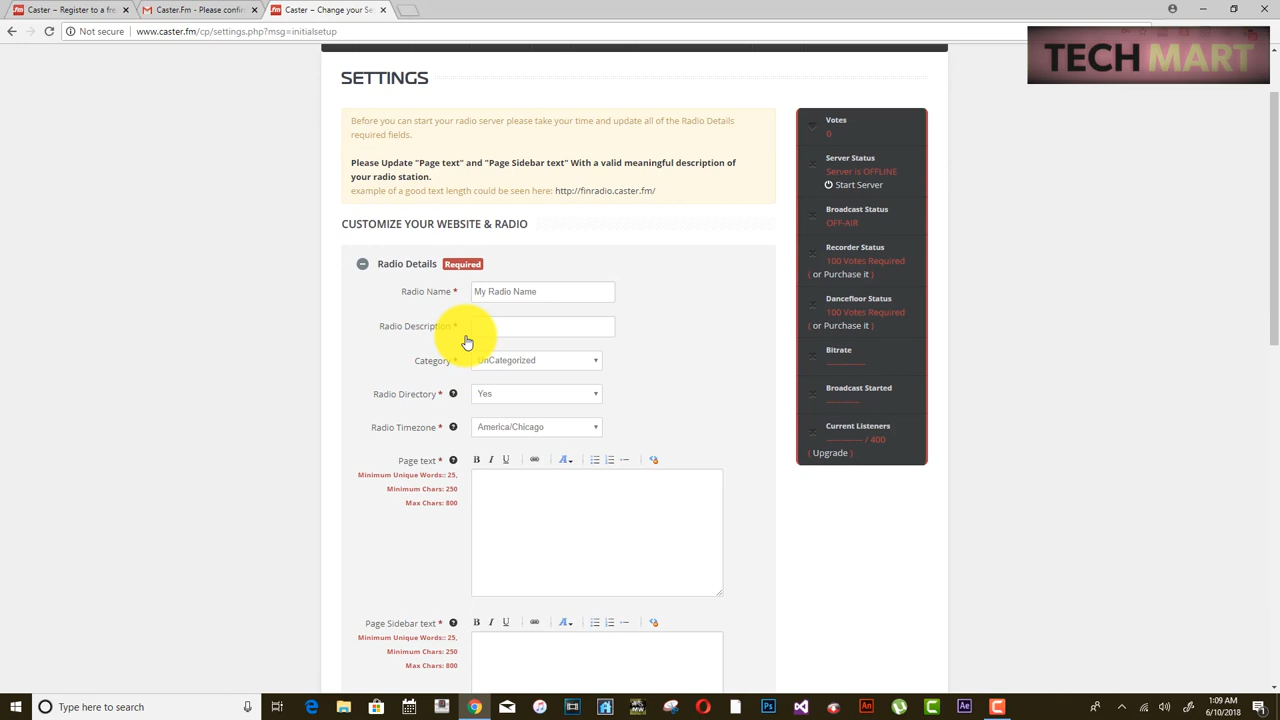 Caster – Register to a fre
Gmail - Please confir
Caster – Change your Se
Not secure www.caster.fm/cp/settings.php?msg=initialsetup
TECH MART
SETTINGS
Before you can start your radio server please take your time and update all of the Radio Details
required fields.
Please Update "Page text" and "Page Sidebar text" With a valid meaningful description of
your radio station.
example of a good text length could be seen here: http://finradio.caster.fm/
CUSTOMIZE YOUR WEBSITE & RADIO
Radio Details Required
Radio Name * My Radio Name
Radio Description *
Category * UnCategorized
Radio Directory * Yes
Radio Timezone * America/Chicago
Page text *
B I U
Minimum Unique Words:: 25,
Minimum Chars: 250
Max Chars: 800
Page Sidebar text *
B I U
Minimum Unique Words:: 25,
Minimum Chars: 250
Max Chars: 800
Votes
0
Server Status
Server is OFFLINE
Start Server
Broadcast Status
OFF-AIR
Recorder Status
100 Votes Required
( or Purchase it )
Dancefloor Status
100 Votes Required
( or Purchase it )
Bitrate
-------------
Broadcast Started
-----------
Current Listeners
------------ / 400
( Upgrade )
Type here to search
1:09 AM
6/10/2018